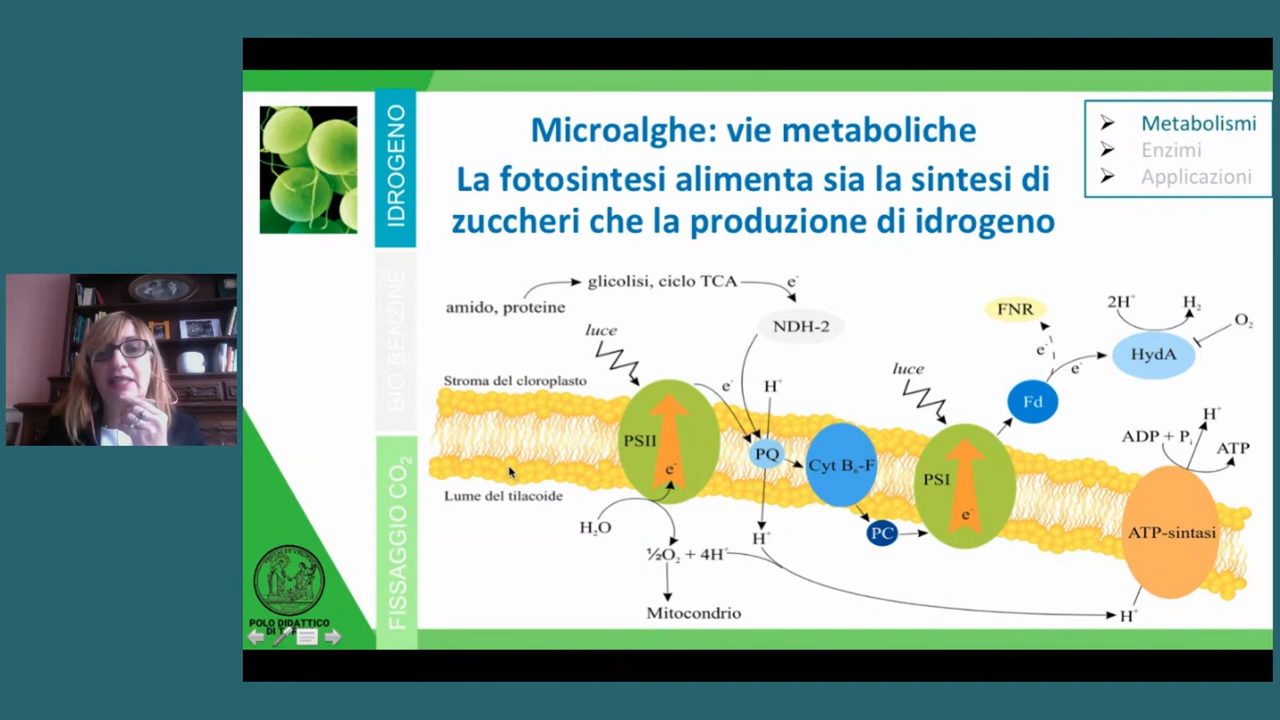 IDROGENO
BIO BENZINE
FISSAGGIO CO₂
Microalghe: vie metaboliche
La fotosintesi alimenta sia la sintesi di
zuccheri che la produzione di idrogeno
Metabolismi
Enzimi
Applicazioni
amido, proteine
glicolisi, ciclo TCA
e⁻
NDH-2
luce
Stroma del cloroplasto
e⁻
H⁺
PSII
e⁻
PQ
Cyt B₆-F
PC
Lume del tilacoide
H₂O
½O₂ + 4H⁺
H⁺
Mitocondrio
luce
PSI
e⁻
Fd
e⁻
e⁻
FNR
2H⁺
H₂
O₂
HydA
ADP + Pᵢ
H⁺
ATP
ATP-sintasi
H⁺
POLO DIDATTICO